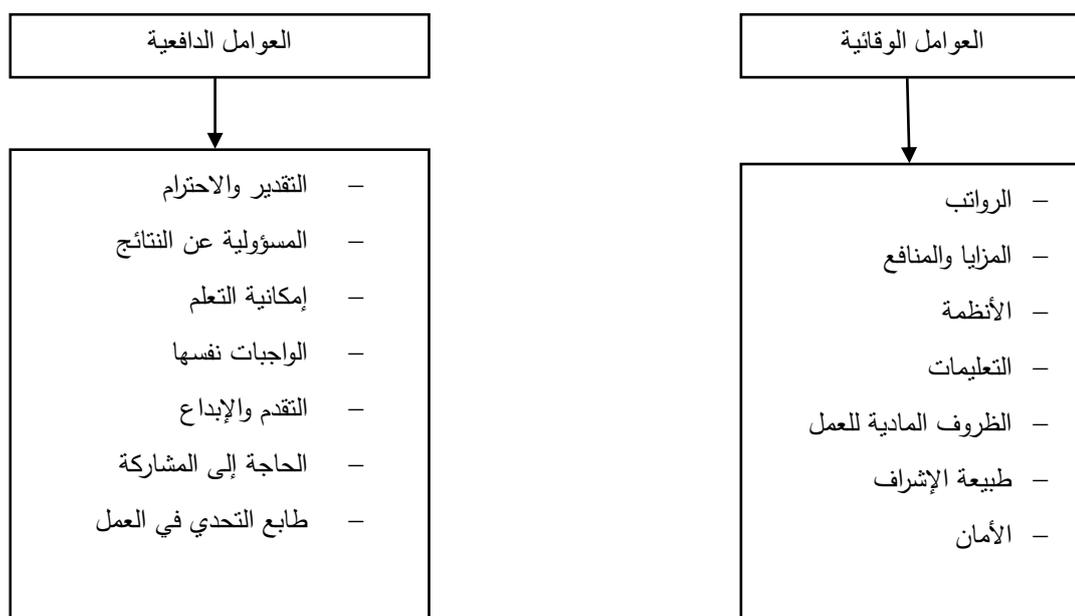 العوامل الوقائية
– الرواتب
– المزايا والمنافع
– الأنظمة
– التعليمات
– الظروف المادية للعمل
– طبيعة الإشراف
– الأمان
العوامل الدافعية
– التقدير والاحترام
– المسؤولية عن النتائج
– إمكانية التعلم
– الواجبات نفسها
– التقدم والإبداع
– الحاجة إلى المشاركة
– طابع التحدي في العمل